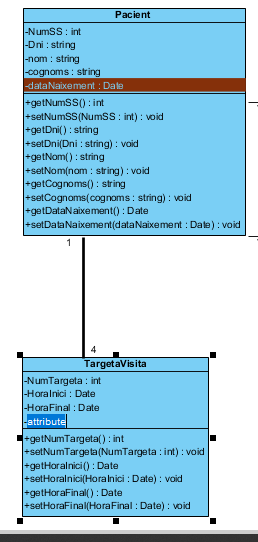 Pacient
-NumSS : int
-Dni : string
-nom : string
-cognoms : string
-dataNaixement : Date
+getNumSS() : int
+setNumSS(NumSS : int) : void
+getDni() : string
+setDni(Dni : string) : void
+getNom() : string
+setNom(nom : string) : void
+getCognoms() : string
+setCognoms(cognoms : string) : void
+getDataNaixement() : Date
+setDataNaixement(dataNaixement : Date) : void
1
4
TargetaVisita
-NumTargeta : int
-HoraInici : Date
-HoraFinal : Date
-attribute
+getNumTargeta() : int
+setNumTargeta(NumTargeta : int) : void
+getHoraInici() : Date
+setHoraInici(HoraInici : Date) : void
+getHoraFinal() : Date
+setHoraFinal(HoraFinal : Date) : void